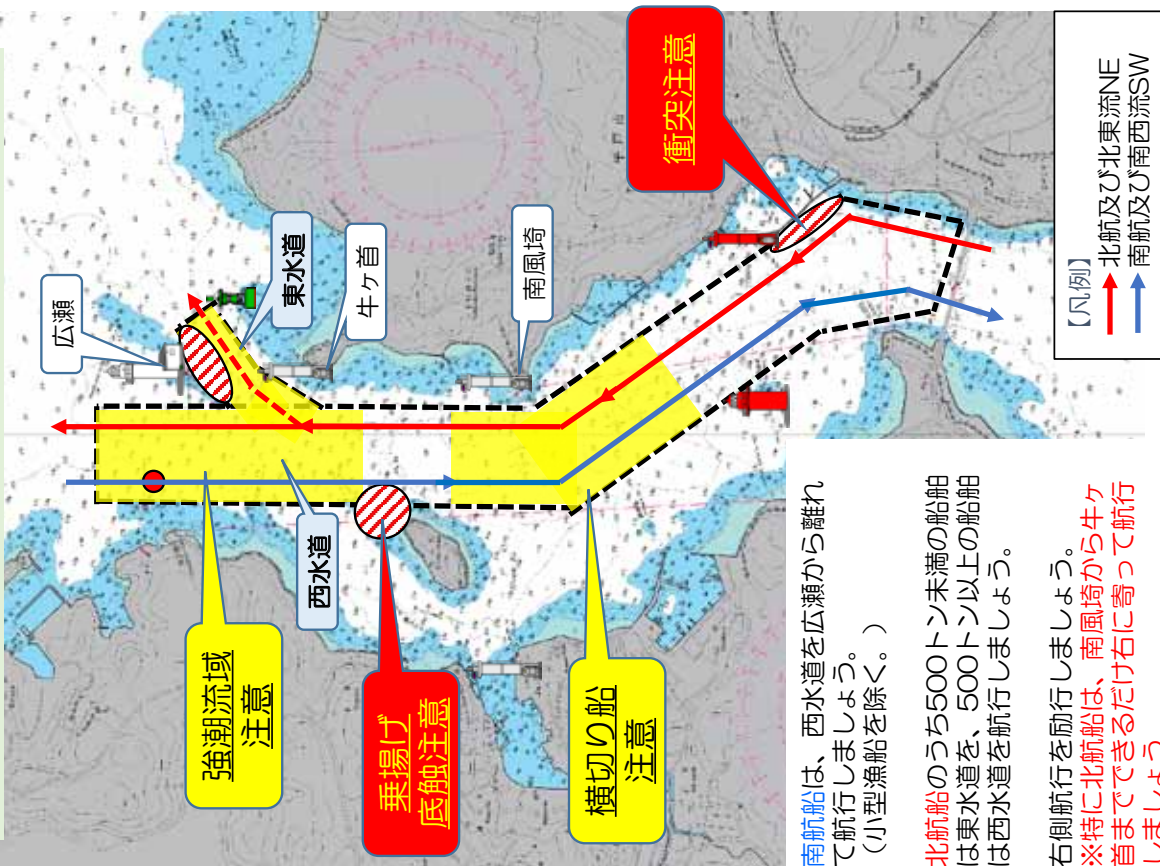 広瀬
東水道
牛ヶ首
南風埼
西水道
強潮流域
注意
乗揚げ
底触注意
横切り船
注意
衝突注意
【凡例】
北航及び北東流NE
南航及び南西流SW
南航船は、西水道を広瀬から離れ
て航行しましょう。
（小型漁船を除く。）
北航船のうち500トン未満の船舶
は東水道を、500トン以上の船舶
は西水道を航行しましょう。
右側航行を励行しましょう。
※特に北航船は、南風埼から牛ヶ
首までできるだけ右に寄って航行
しましょう